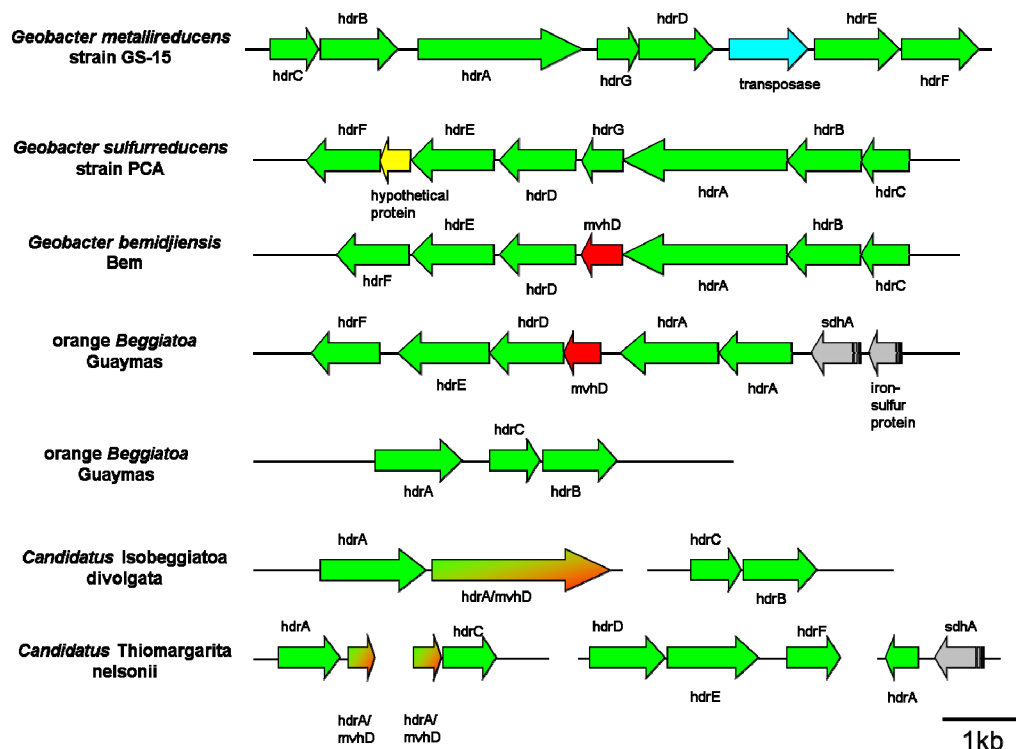 hdrB
hdrD
hdrE
Geobacter metallireducens
strain GS-15
hdrC
hdrA
hdrG
transposase
hdrF
hdrF
hdrE
hdrG
hdrB
Geobacter sulfurreducens
strain PCA
hypothetical
protein
hdrD
hdrA
hdrC
hdrE
mvhD
hdrB
Geobacter bemidjiensis
Bem
hdrF
hdrD
hdrA
hdrC
hdrF
hdrD
hdrA
sdhA
orange Beggiatoa
Guaymas
hdrE
mvhD
hdrA
iron-
sulfur
protein
hdrC
orange Beggiatoa
Guaymas
hdrA
hdrB
hdrA
hdrC
Candidatus Isobeggiatoa
divolgata
hdrA/mvhD
hdrB
hdrA
hdrC
hdrD
hdrF
sdhA
Candidatus Thiomargarita
nelsonii
hdrE
hdrA
hdrA/
mvhD
hdrA/
mvhD
1kb